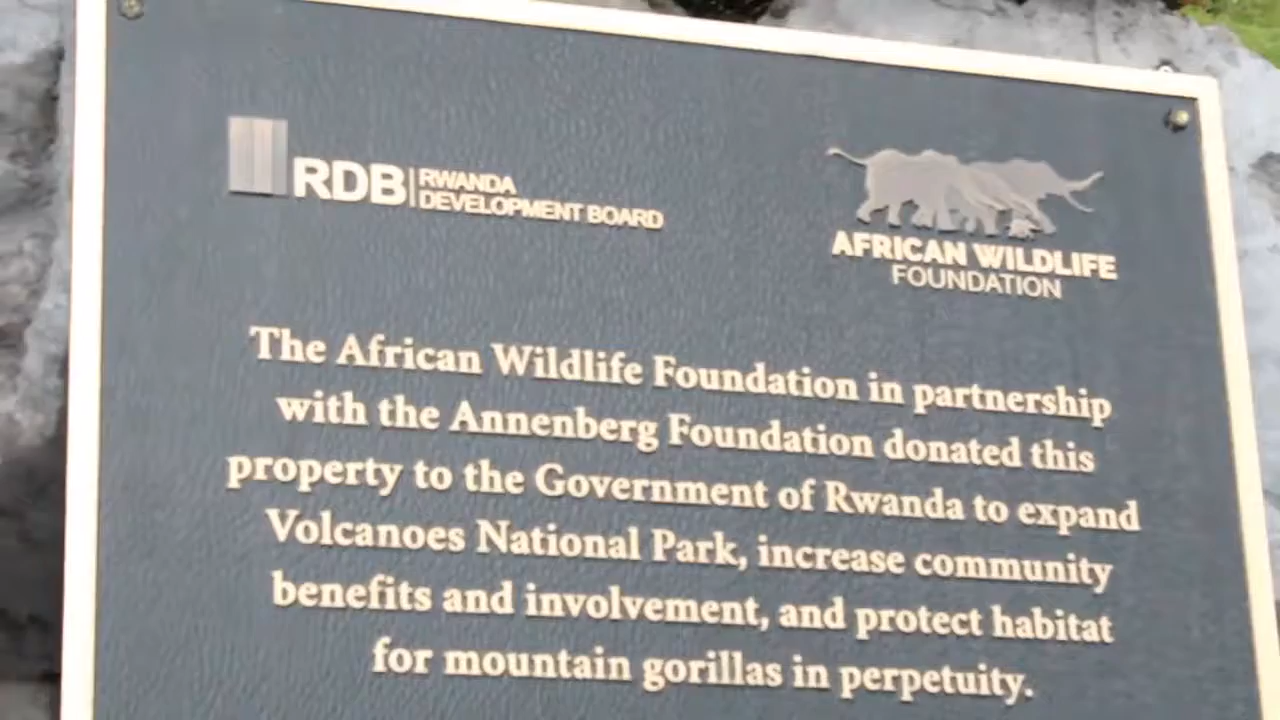 RDB
RWANDA
DEVELOPMENT BOARD
AFRICAN WILDLIFE
FOUNDATION
The African Wildlife Foundation in partnership
with the Annenberg Foundation donated this
property to the Government of Rwanda to expand
Volcanoes National Park, increase community
benefits and involvement, and protect habitat
for mountain gorillas in perpetuity.